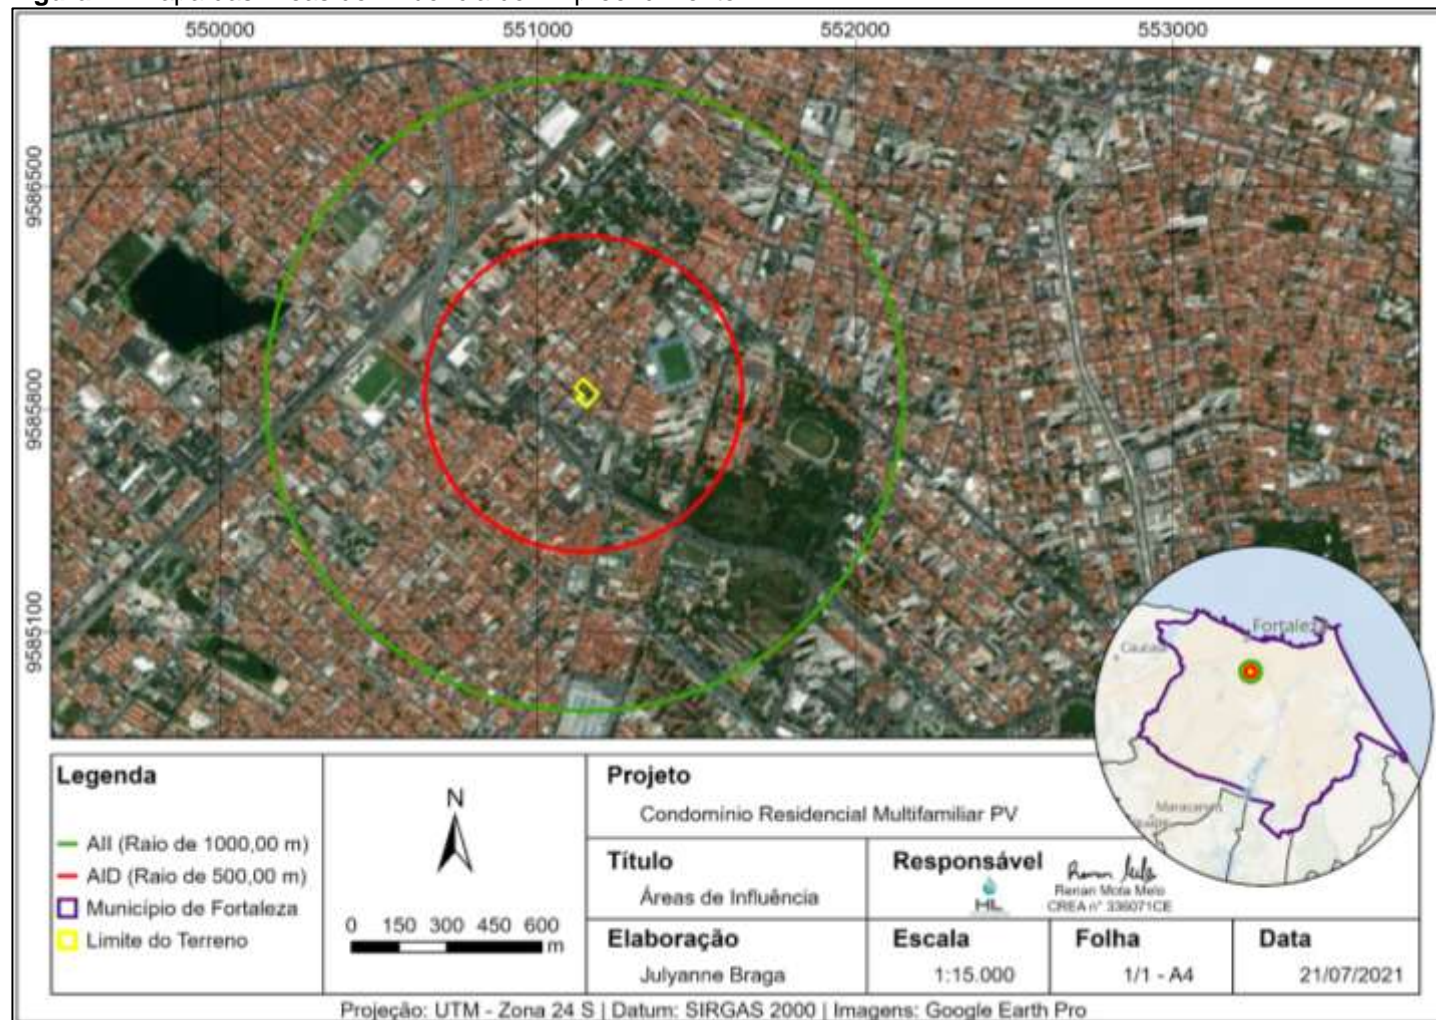 550000 551000 552000 553000
9586500
9585800
9585100
Fortaleza
Legenda
AII (Raio de 1000,00 m)
AID (Raio de 500,00 m)
Município de Fortaleza
Limite do Terreno
N
0 150 300 450 600
m
Projeto
Condomínio Residencial Multifamiliar PV
Título
Áreas de Influência
Responsável
HL
Renan Mota Melo
CREA n° 336071CE
Elaboração
Julyanne Braga
Escala
1:15.000
Folha
1/1 - A4
Data
21/07/2021
Projeção: UTM - Zona 24 S | Datum: SIRGAS 2000 | Imagens: Google Earth Pro